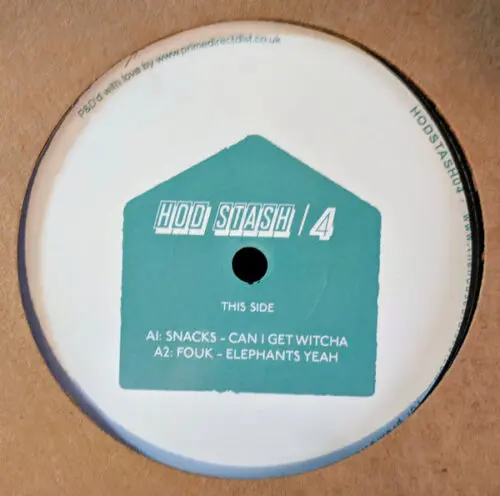 P&D'd with love by www.primedirectdist.co.uk
HODSTASH04
HOD STASH / 4
THIS SIDE
A1: SNACKS - CAN I GET WITCHA
A2: FOUK - ELEPHANTS YEAH